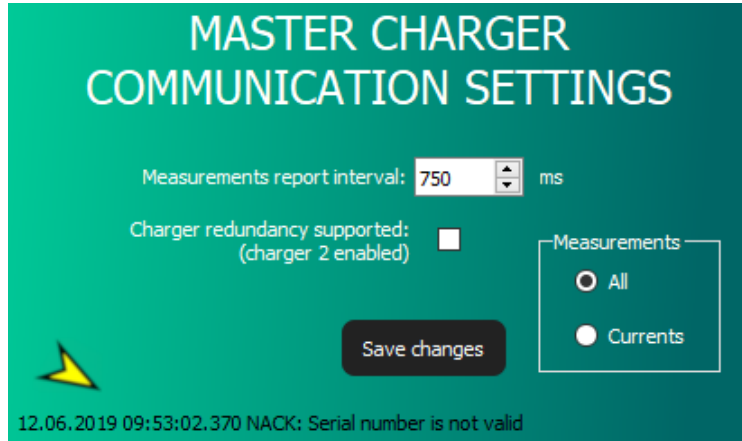 MASTER CHARGER
COMMUNICATION SETTINGS
Measurements report interval: 750 ms
Charger redundancy supported:
(charger 2 enabled)
Measurements
All
Currents
Save changes
12.06.2019 09:53:02.370 NACK: Serial number is not valid